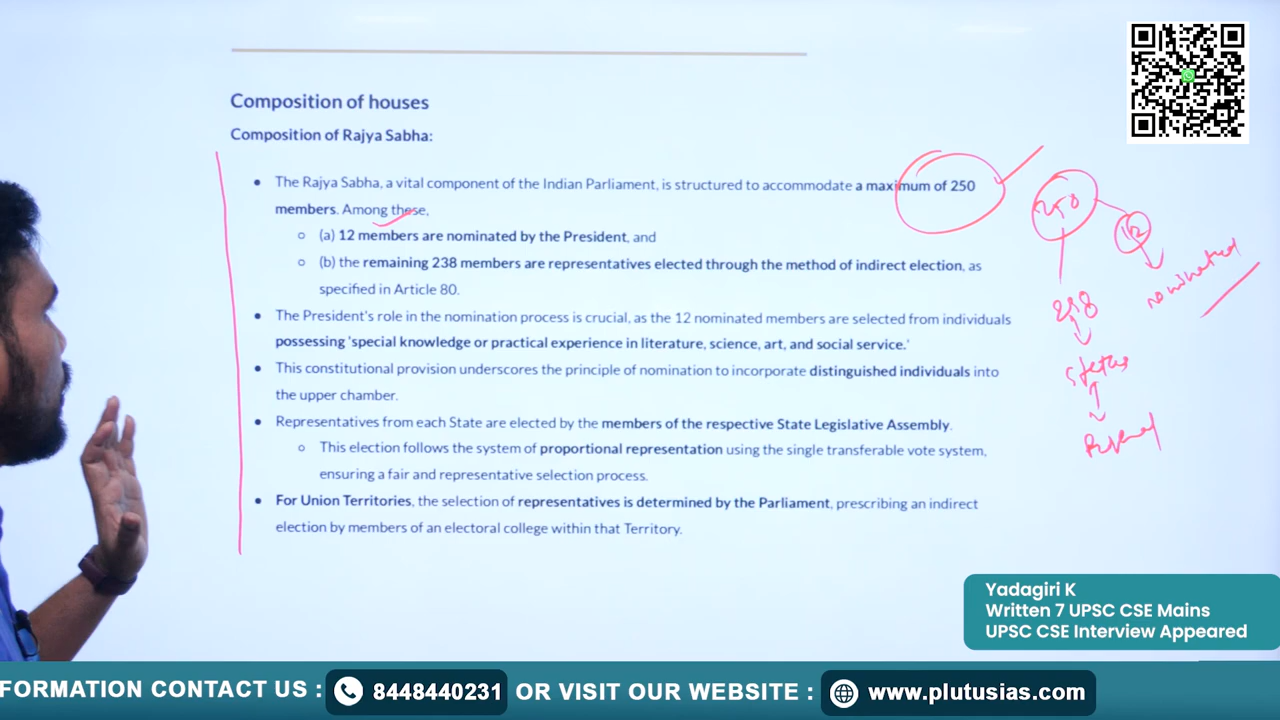 Composition of houses
Composition of Rajya Sabha:
• The Rajya Sabha, a vital component of the Indian Parliament, is structured to accommodate a maximum of 250
members. Among these,
○ (a) 12 members are nominated by the President, and
○ (b) the remaining 238 members are representatives elected through the method of indirect election, as
specified in Article 80.
• The President's role in the nomination process is crucial, as the 12 nominated members are selected from individuals
possessing 'special knowledge or practical experience in literature, science, art, and social service.'
• This constitutional provision underscores the principle of nomination to incorporate distinguished individuals into
the upper chamber.
• Representatives from each State are elected by the members of the respective State Legislative Assembly.
○ This election follows the system of proportional representation using the single transferable vote system,
ensuring a fair and representative selection process.
• For Union Territories, the selection of representatives is determined by the Parliament, prescribing an indirect
election by members of an electoral college within that Territory.
250
12
nominated
238
states
Yadagiri K
Written 7 UPSC CSE Mains
UPSC CSE Interview Appeared
FORMATION CONTACT US : 8448440231 OR VISIT OUR WEBSITE : www.plutusias.com